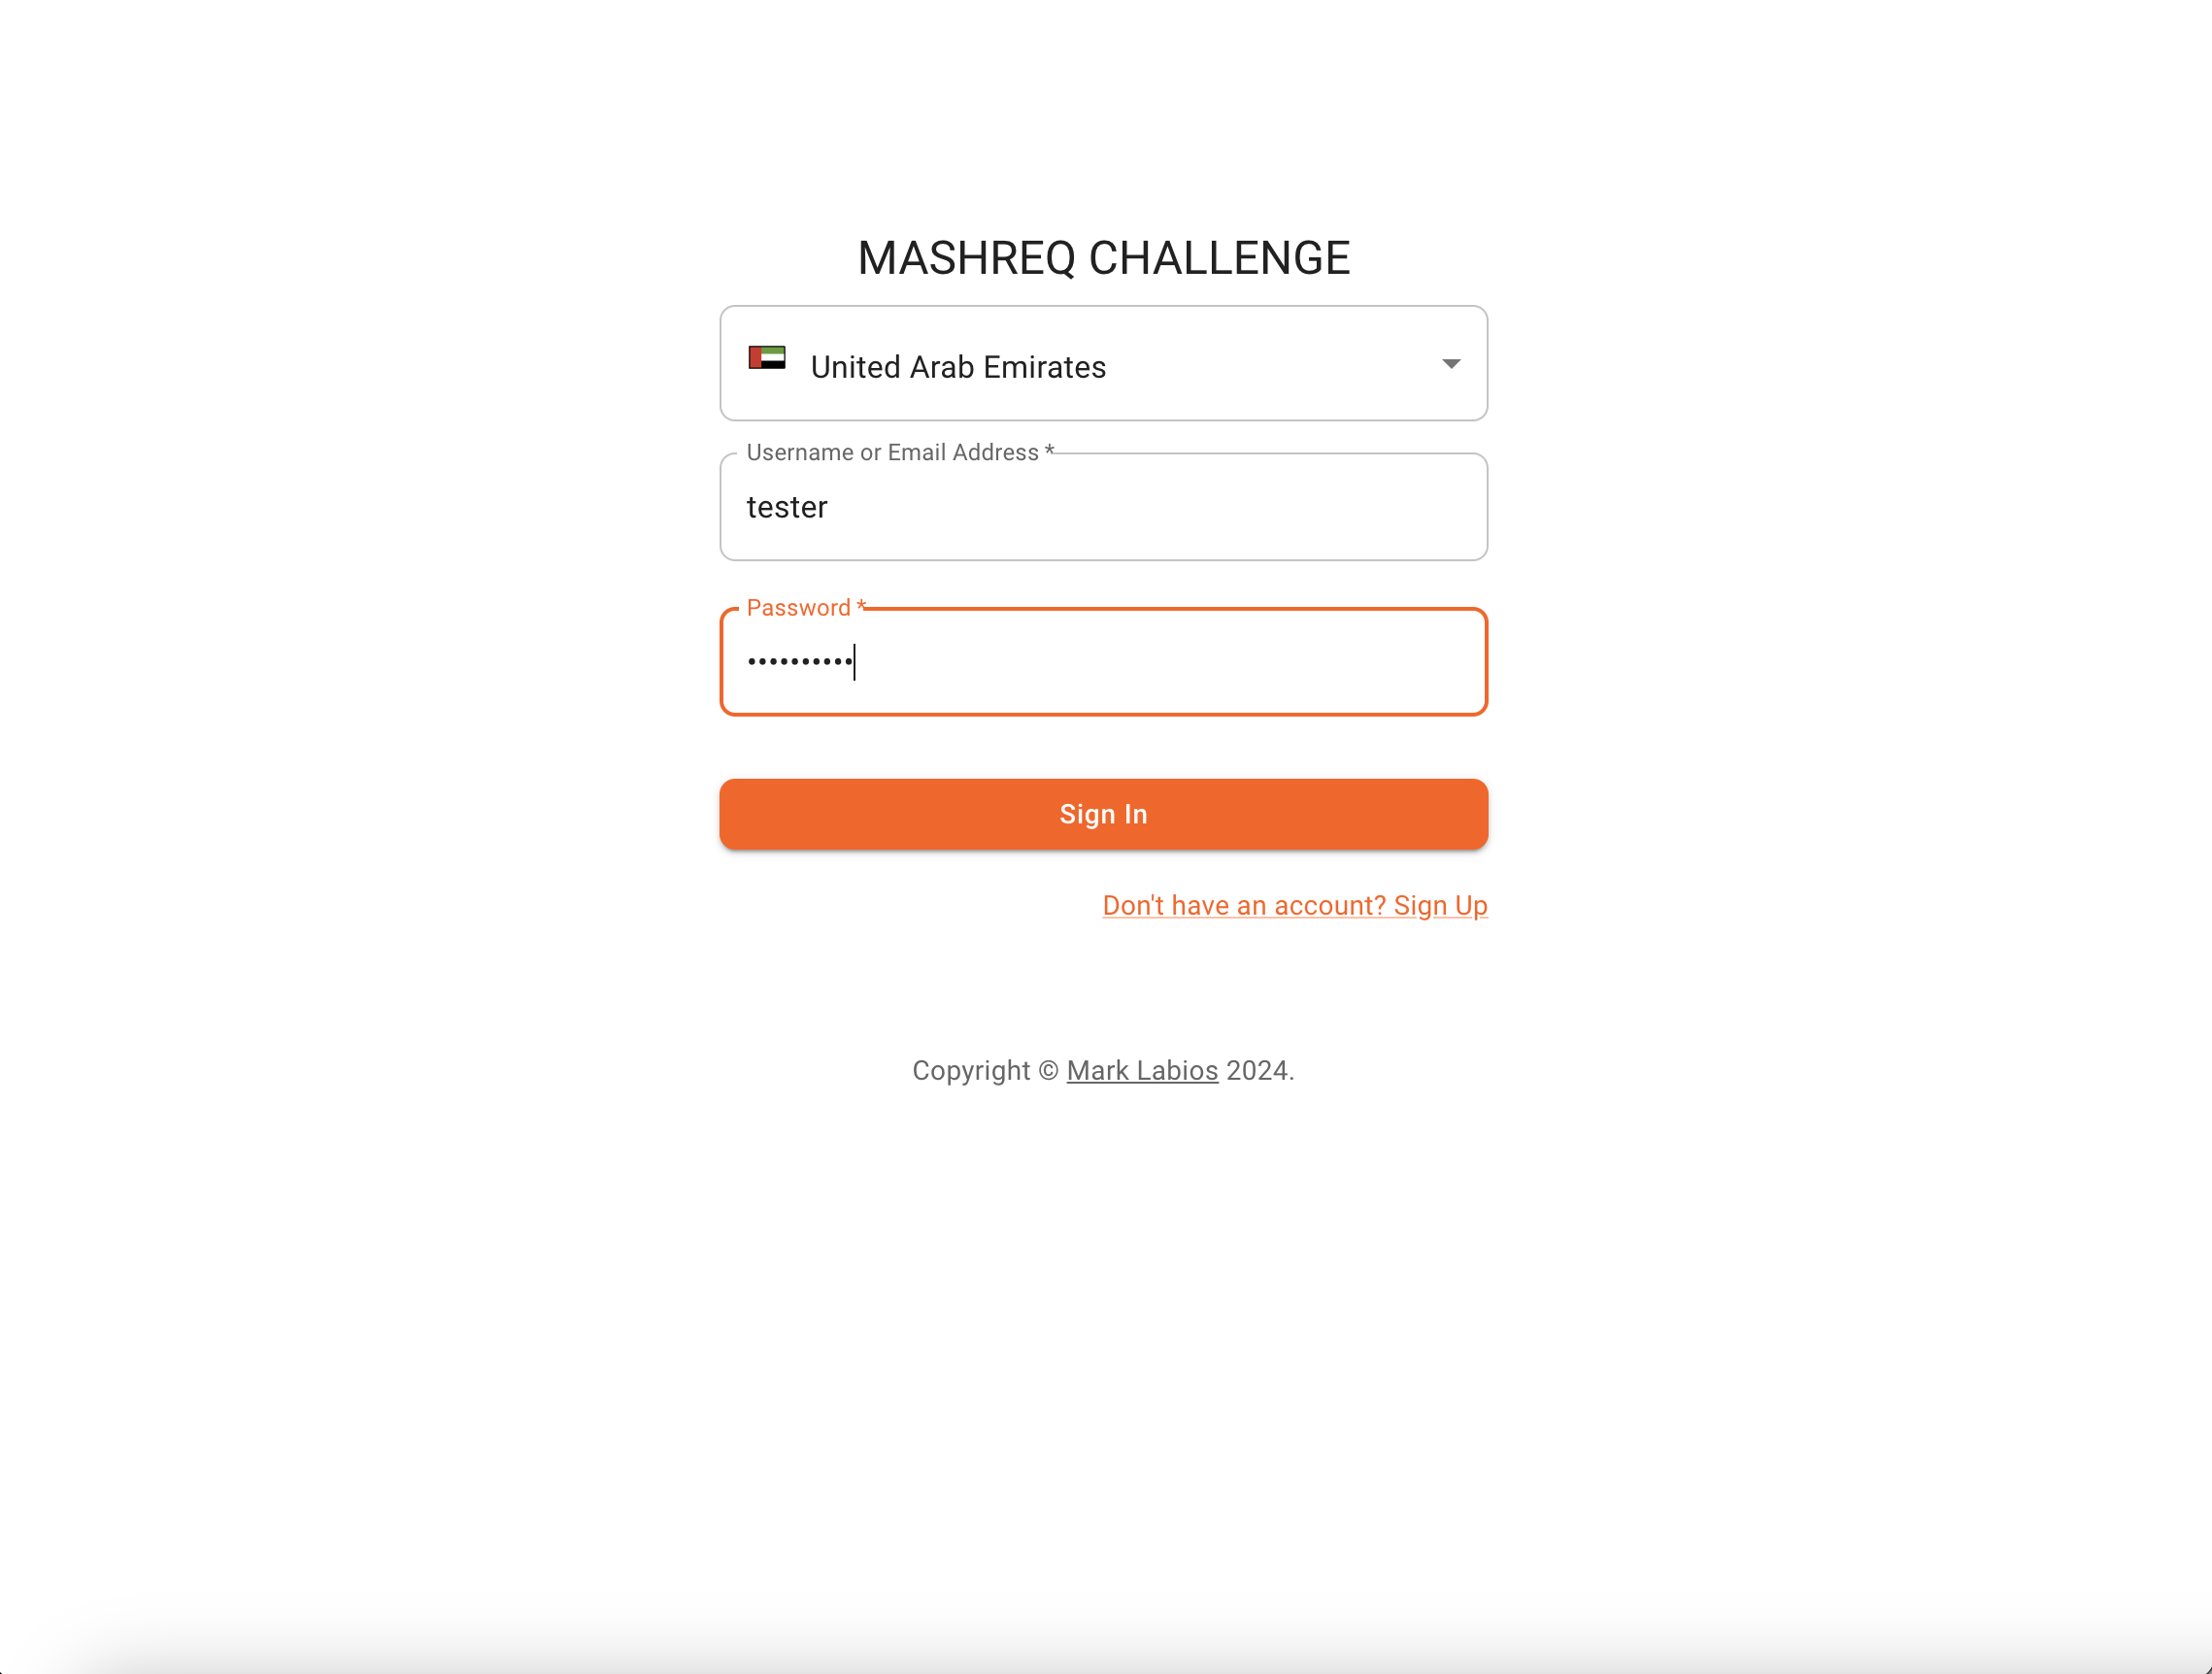 MASHREQ CHALLENGE
United Arab Emirates
Username or Email Address *
tester
Password *
••••••••••
Sign In
Don't have an account? Sign Up
Copyright © Mark Labios 2024.